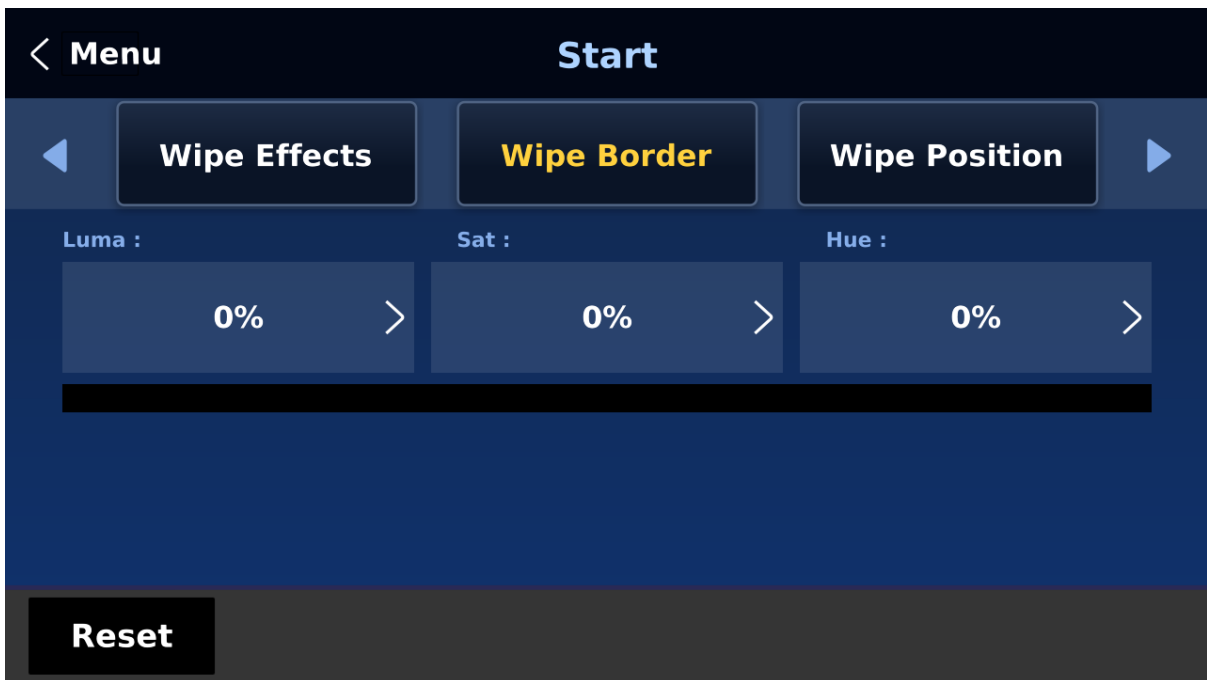 Menu
Start
Wipe Effects
Wipe Border
Wipe Position
Luma :
Sat :
Hue :
0%
0%
0%
Reset